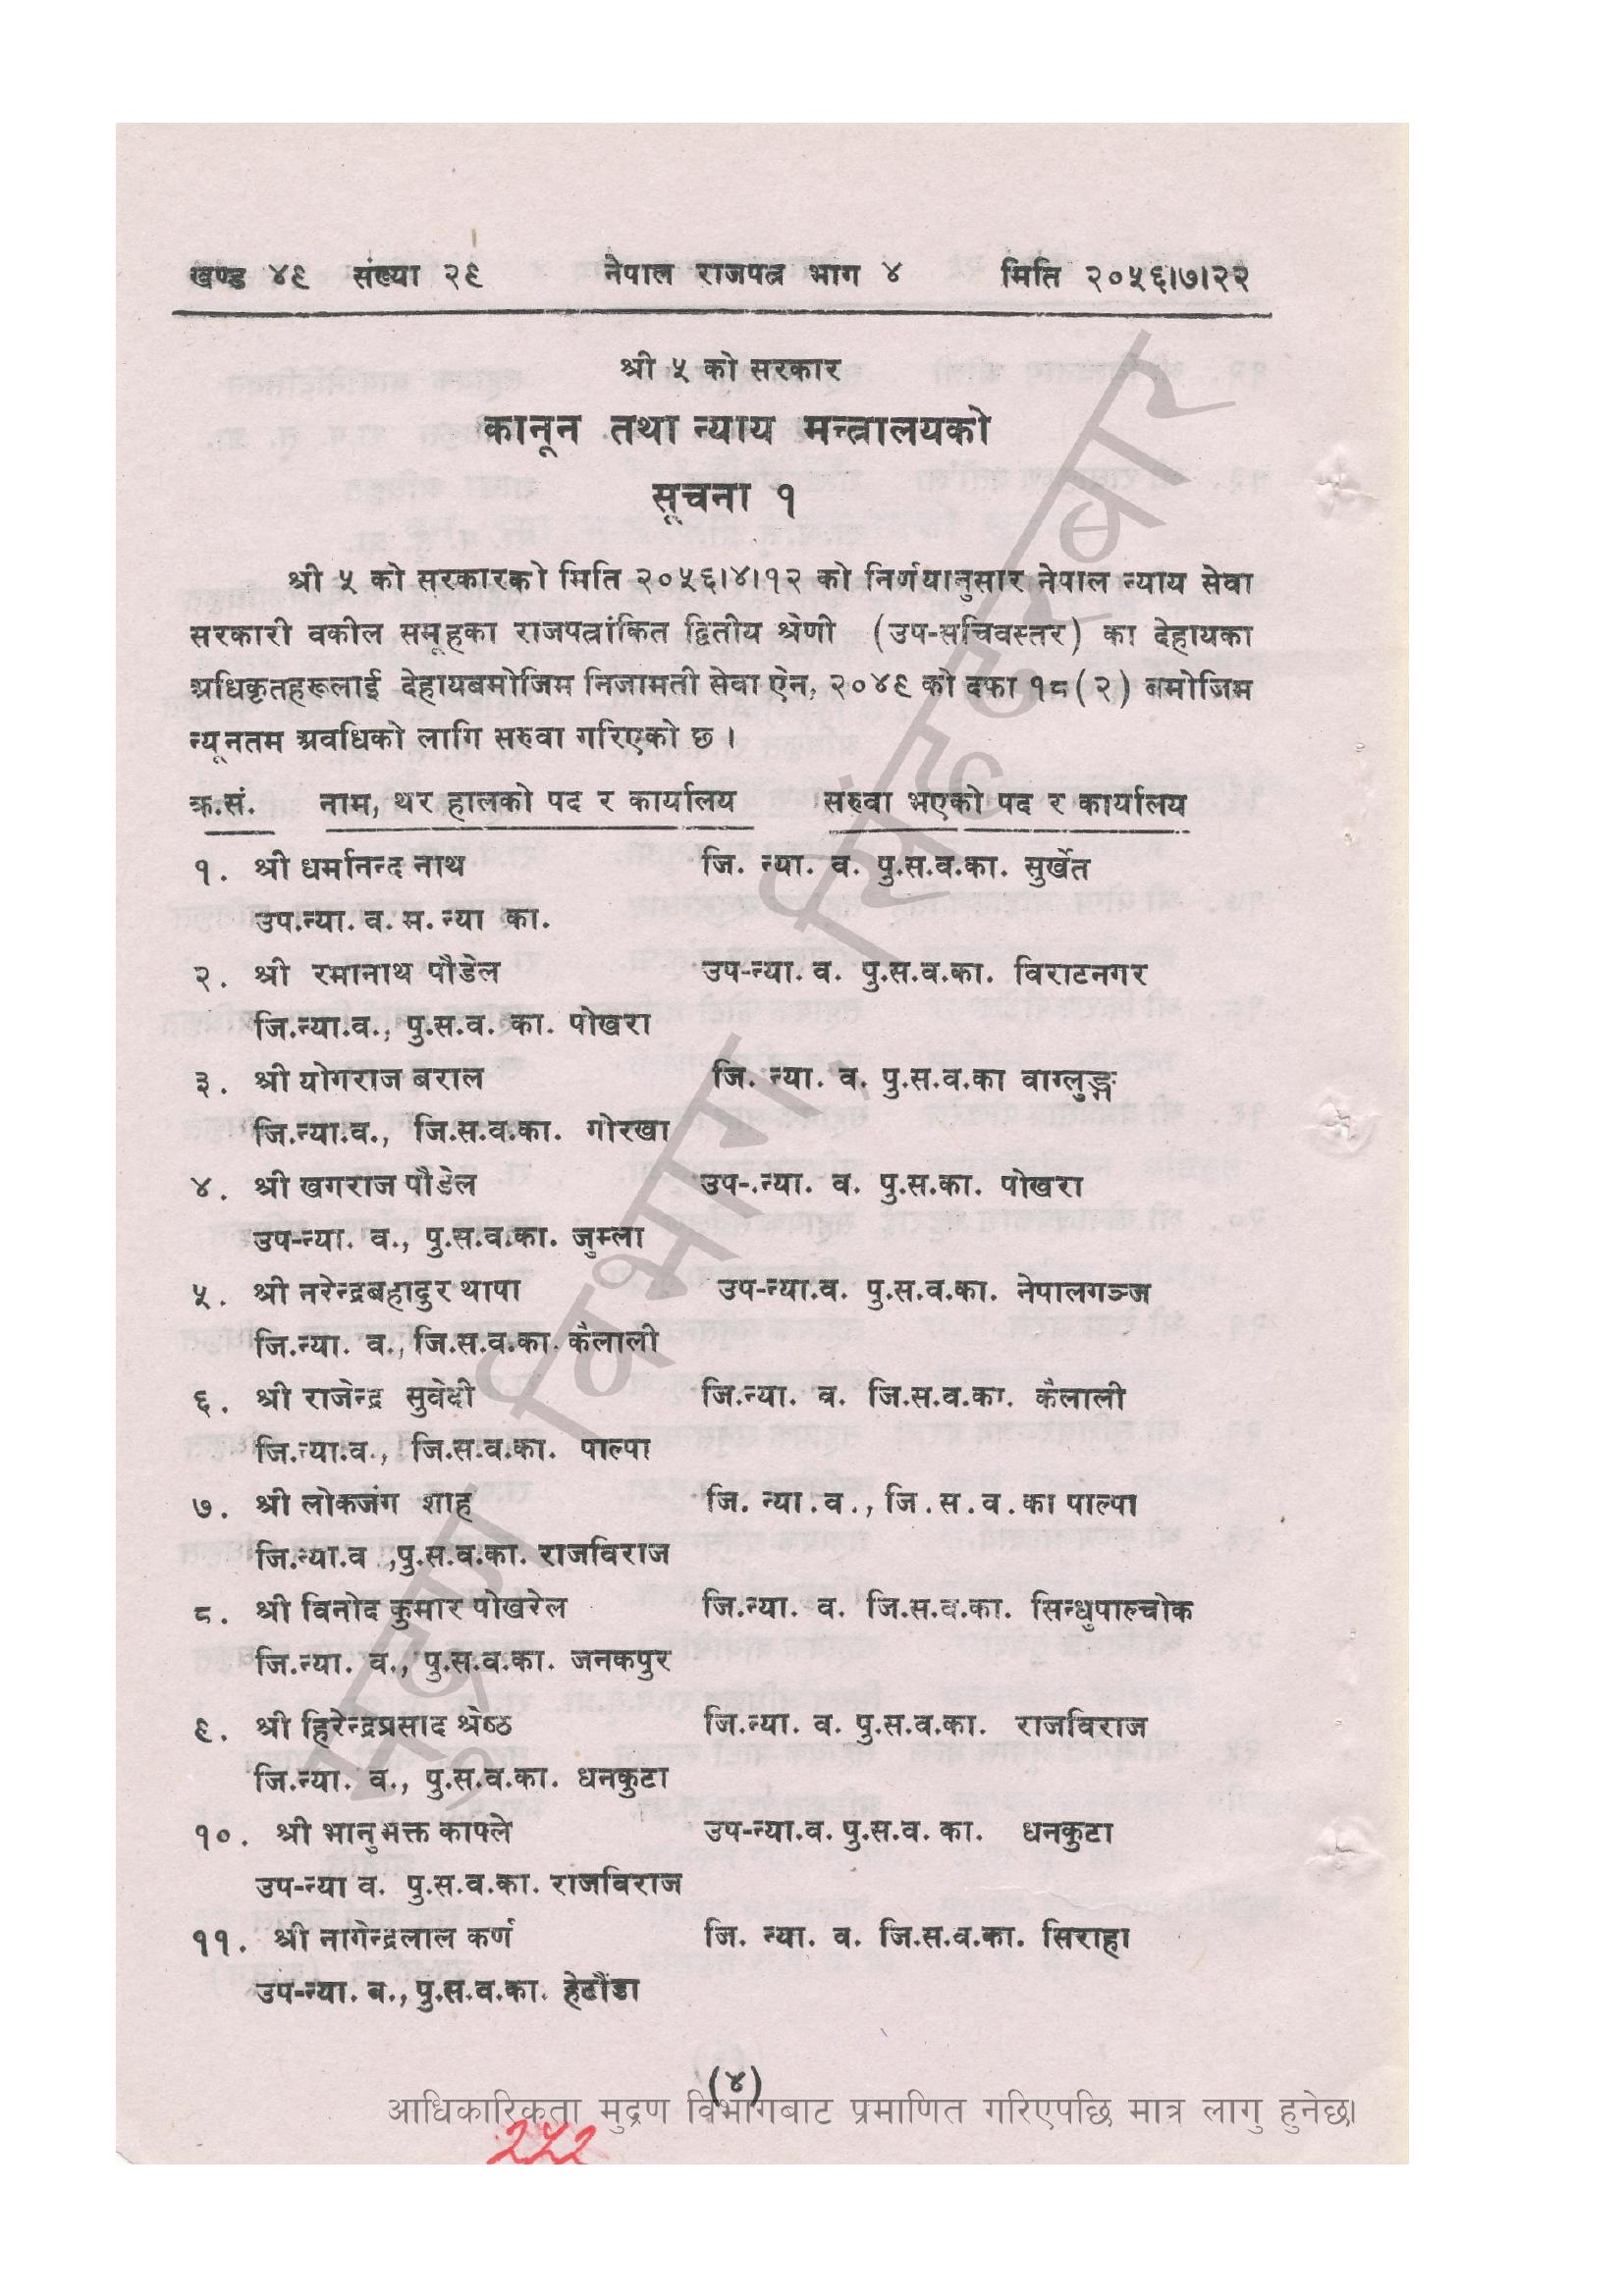 खण्ड ४९ संख्या २९ नेपाल राजपत्र भाग ४ मिति २०५६।७।२२
श्री ५ को सरकार
कानून तथा न्याय मन्त्रालयको
सूचना १
श्री ५ को सरकारको मिति २०५६।४।१२ को निर्णयानुसार नेपाल न्याय सेवा
सरकारी वकील समूहका राजपत्रांकित द्वितीय श्रेणी (उप-सचिवस्तर) का देहायका
अधिकृतहरूलाई देहायबमोजिम निजामती सेवा ऐन, २०४९ को दफा १८(२) बमोजिम
न्यूनतम अवधिको लागि सरुवा गरिएको छ ।
क्र.सं. नाम, थर हालको पद र कार्यालय सरुवा भएको पद र कार्यालय
१. श्री धर्मानन्द नाथ जि. न्या. व. पु.स.व.का. सुर्खेत
उप.न्या. व. म. न्या का.
२. श्री रमानाथ पौडेल उप-न्या. व. पु.स.व.का. विराटनगर
जि.न्या.व., पु.स.व. का. पोखरा
३. श्री योगराज बराल जि. न्या. व. पु.स.व.का वाग्लुङ्ग
जि.न्या.व., जि.स.व.का. गोरखा
४. श्री खगराज पौडेल उप-.न्या. व. पु.स.का. पोखरा
उप-न्या. व., पु.स.व.का. जुम्ला
५. श्री नरेन्द्रबहादुर थापा उप-न्या.व. पु.स.व.का. नेपालगञ्ज
जि.न्या. व., जि.स.व.का. कैलाली
६. श्री राजेन्द्र सुवेदी जि.न्या. व. जि.स.व.का. कैलाली
जि.न्या.व., जि.स.व.का. पाल्पा
७. श्री लोकजंग शाह जि. न्या.व., जि.स.व.का पाल्पा
जि.न्या.व ,पु.स.व.का. राजविराज
८. श्री विनोद कुमार पोखरेल जि.न्या. व. जि.स.व.का. सिन्धुपाल्चोक
जि.न्या. व., पु.स.व.का. जनकपुर
९. श्री हिरेन्द्रप्रसाद श्रेष्ठ जि.न्या. व. पु.स.व.का. राजविराज
जि.न्या. व., पु.स.व.का. धनकुटा
१०. श्री भानुभक्त काफ्ले उप-न्या.व. पु.स.व. का. धनकुटा
उप-न्या व. पु.स.व.का. राजविराज
११. श्री नागेन्द्रलाल कर्ण जि. न्या. व. जि.स.व.का. सिराहा
उप-न्या. व., पु.स.व.का. हेटौंडा
(४)
आधिकारिकता मुद्रण विभागबाट प्रमाणित गरिएपछि मात्र लागु हुनेछ।
२५२
मुद्रण विभाग, सिंहदरबार